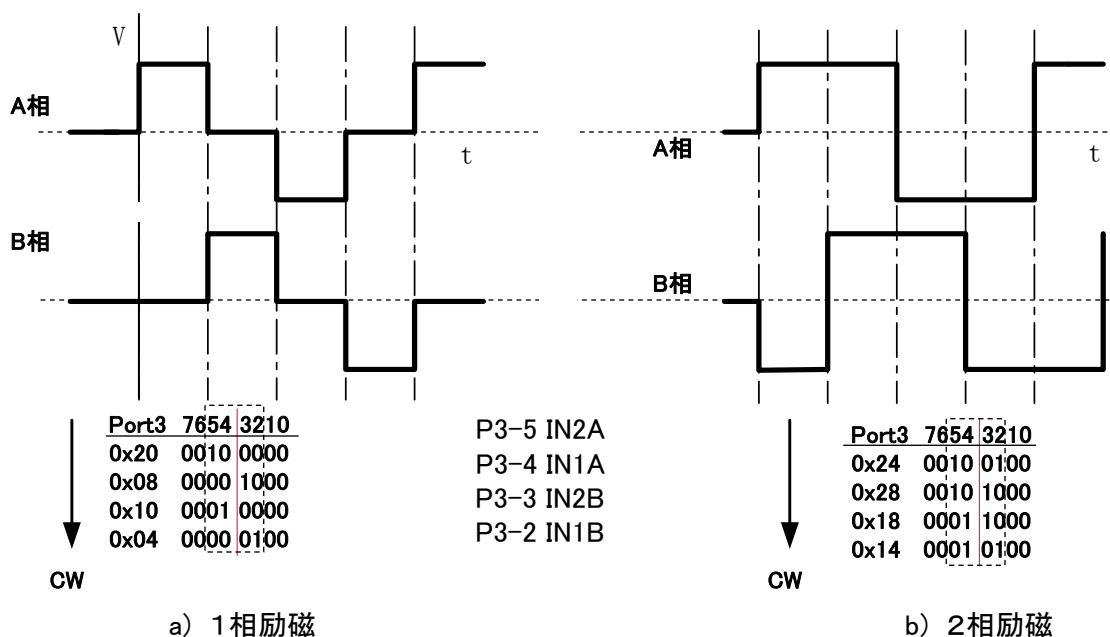 V
A相
t
B相
Port3 7654 3210
0x20 0010 0000
0x08 0000 1000
0x10 0001 0000
0x04 0000 0100
CW
a) 1相励磁
P3-5 IN2A
P3-4 IN1A
P3-3 IN2B
P3-2 IN1B
A相
t
B相
Port3 7654 3210
0x24 0010 0100
0x28 0010 1000
0x18 0001 1000
0x14 0001 0100
CW
b) 2相励磁